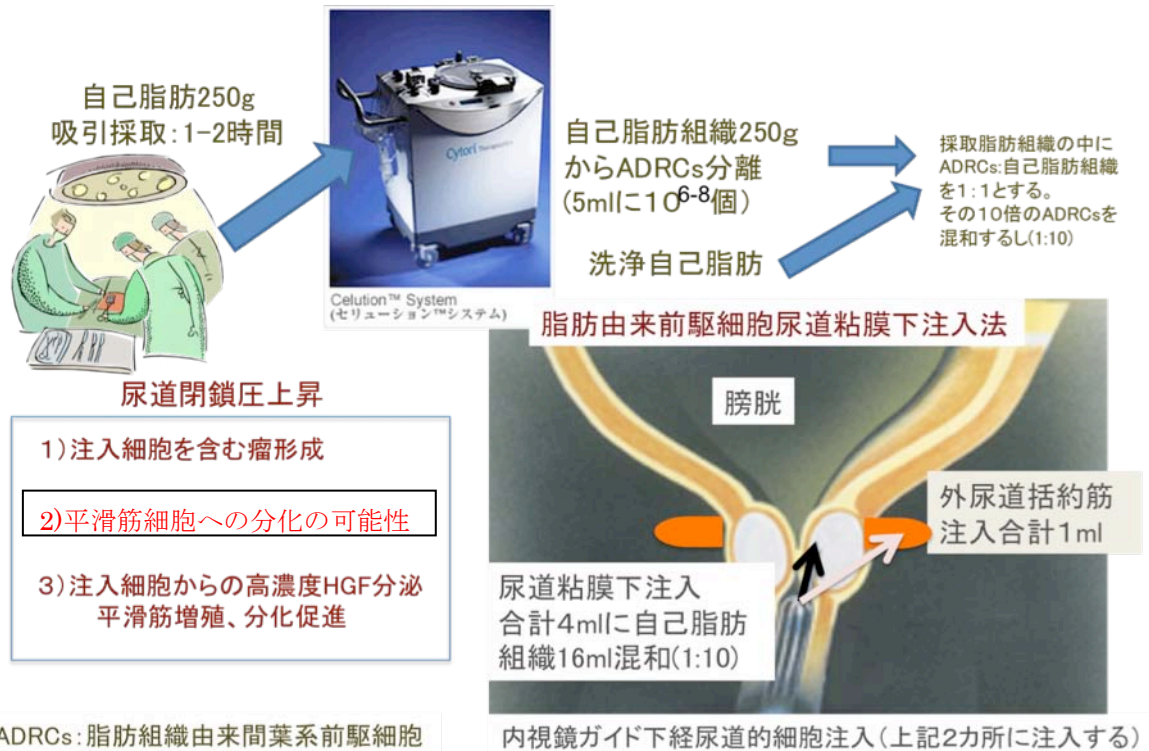 自己脂肪250g
吸引採取：1-2時間
Cytori Therapeutics
Celution™ System
(セリューション™システム)
自己脂肪組織250g
からADRCs分離
(5mlに10^6-8個)
洗浄自己脂肪
採取脂肪組織の中に
ADRCs:自己脂肪組織
を1：1とする。
その10倍のADRCsを
混和するし(1:10)
尿道閉鎖圧上昇
1)注入細胞を含む瘤形成
2)平滑筋細胞への分化の可能性
3)注入細胞からの高濃度HGF分泌
平滑筋増殖、分化促進
ADRCs：脂肪組織由来間葉系前駆細胞
脂肪由来前駆細胞尿道粘膜下注入法
膀胱
外尿道括約筋
注入合計1ml
尿道粘膜下注入
合計4mlに自己脂肪
組織16ml混和(1:10)
内視鏡ガイド下経尿道的細胞注入(上記2カ所に注入する)